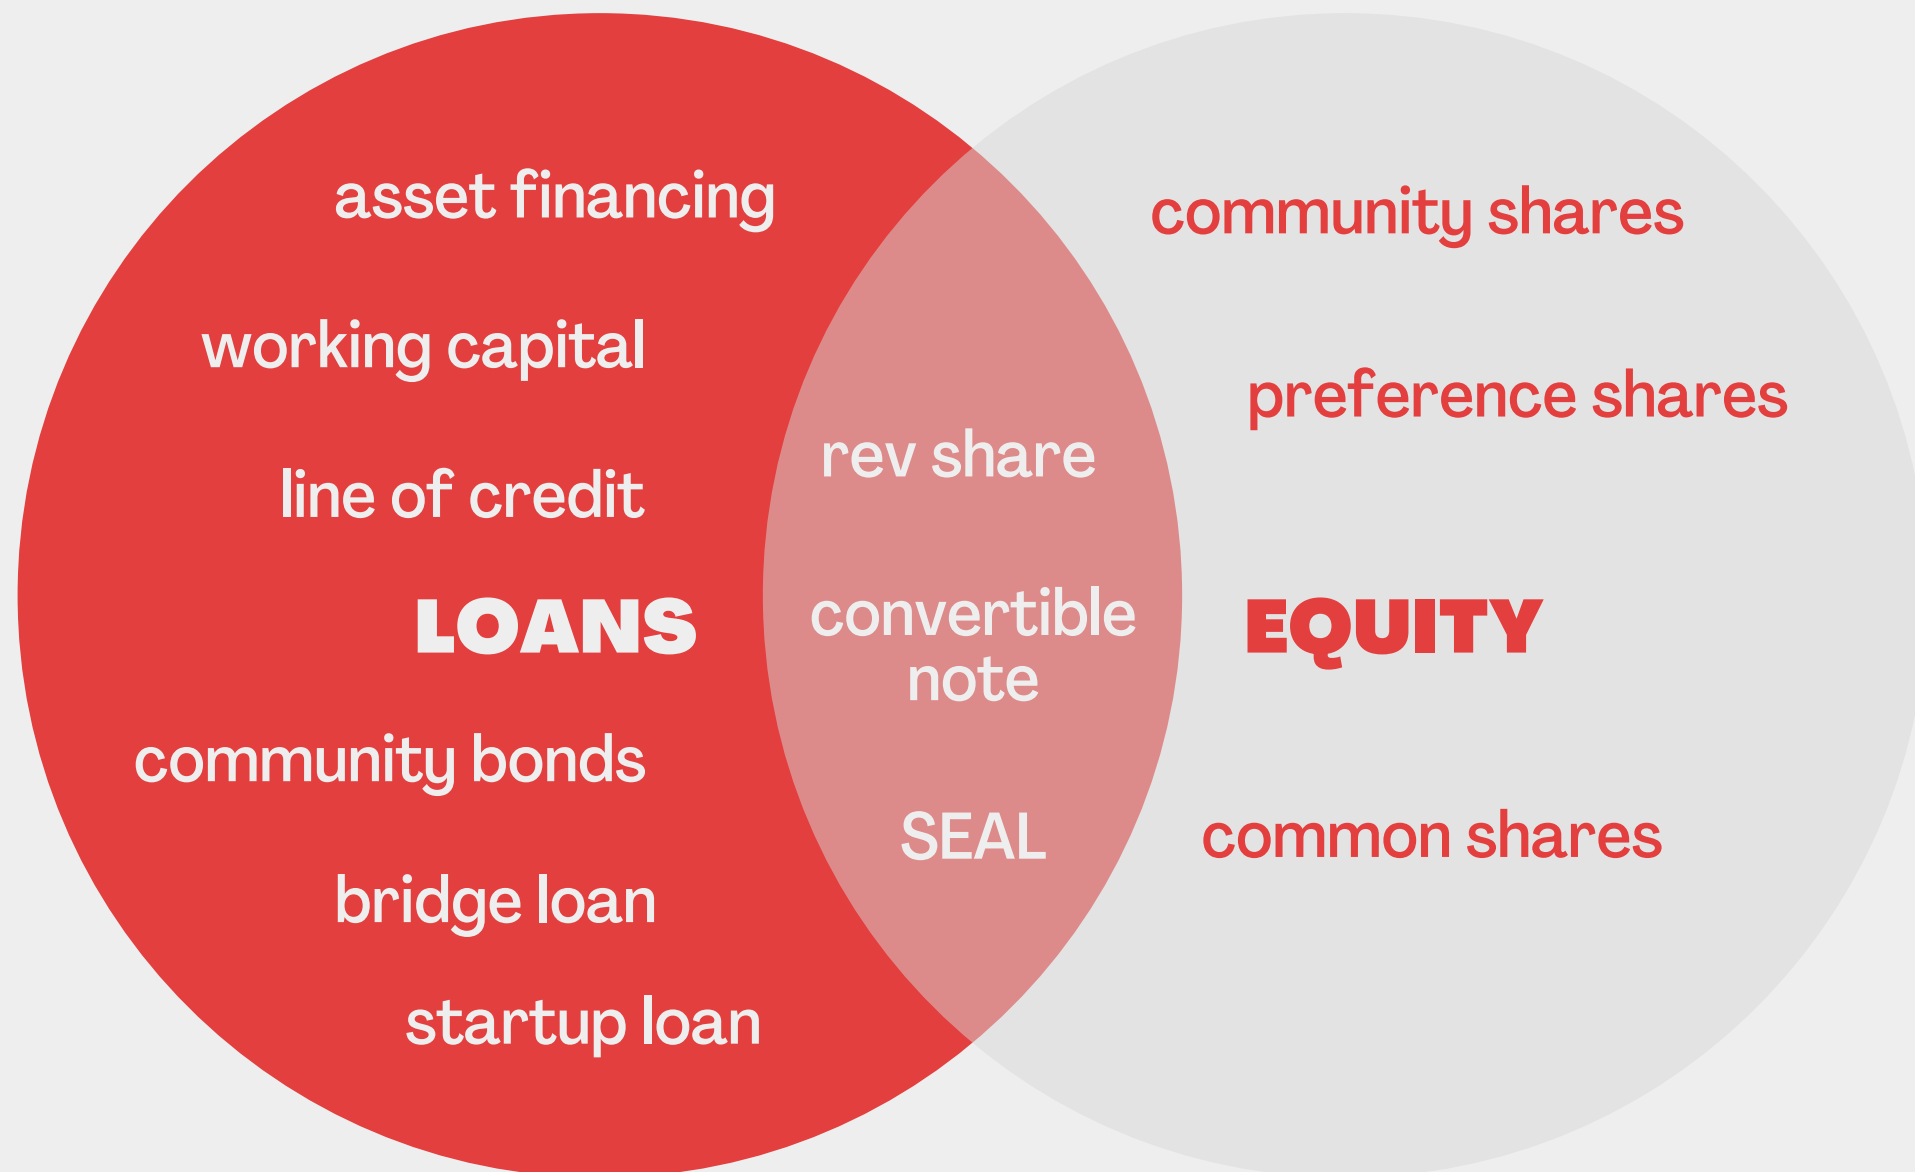 asset financing
working capital
line of credit
LOANS
community bonds
bridge loan
startup loan
rev share
convertible
note
SEAL
community shares
preference shares
EQUITY
common shares